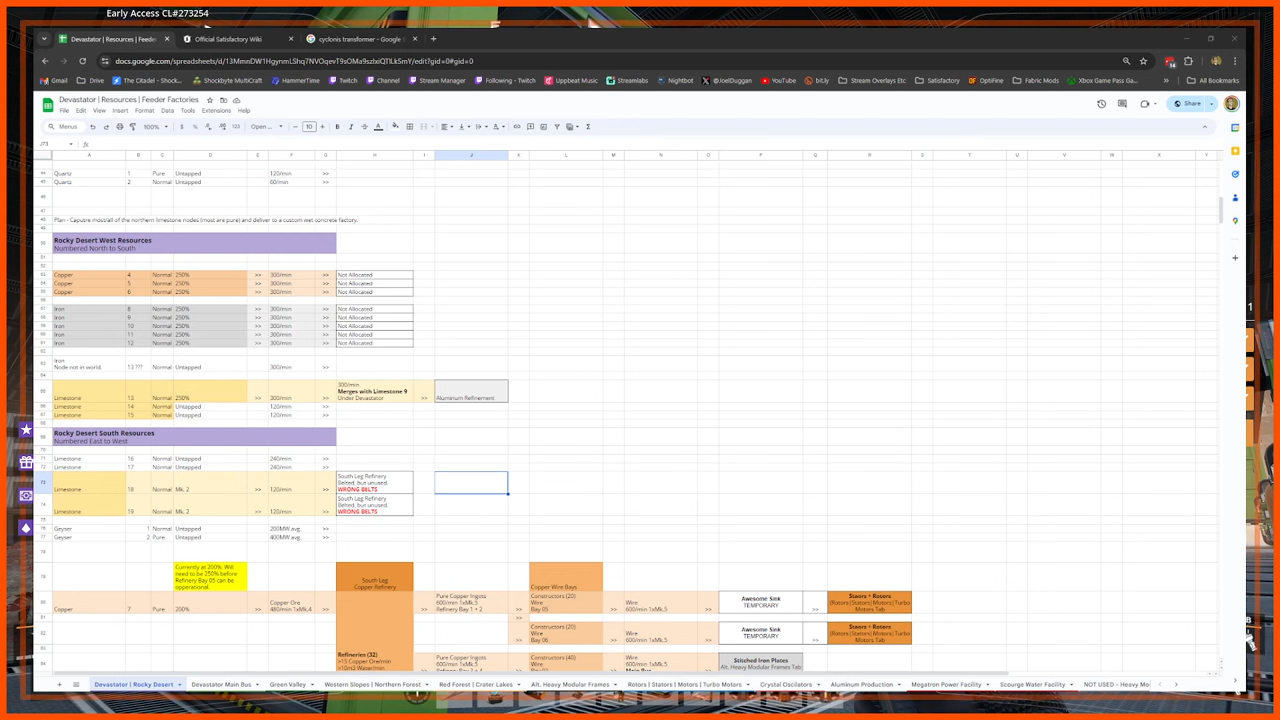 Early Access CL#273254
Devastator | Resources | Feeder
Official Satisfactory Wiki
cyclonis transformer - Google
Gmail
Drive
The Citadel - Shock...
Shockbyte MultiCraft
HammerTime
Twitch
Channel
Stream Manager
Following - Twitch
Uppbeat Music
Streamlabs
Nightbot
@JoelDuggan
YouTube
bit.ly
Stream Overlays Etc
Satisfactory
OptiFine
Fabric Mods
Xbox Game Pass Ga...
All Bookmarks
Devastator | Resources | Feeder Factories
File Edit View Insert Format Data Tools Extensions Help
Share
Menus
100%
$ %
123
Open...
10
J73
A B C D E F G H I J K L M N O P Q R S T U V W X Y
Quartz 1 Pure Untapped 120/min >>
Quartz 2 Normal Untapped 60/min >>
Plan - Caputre most/all of the northern limestone nodes (most are pure) and deliver to a custom wet concrete factory.
Rocky Desert West Resources
Numbered North to South
Copper 4 Normal 250% >> 300/min >> Not Allocated
Copper 5 Normal 250% >> 300/min >> Not Allocated
Copper 6 Normal 250% >> 300/min >> Not Allocated
Iron 8 Normal 250% >> 300/min >> Not Allocated
Iron 9 Normal 250% >> 300/min >> Not Allocated
Iron 10 Normal 250% >> 300/min >> Not Allocated
Iron 11 Normal 250% >> 300/min >> Not Allocated
Iron 12 Normal 250% >> 300/min >> Not Allocated
Iron
Node not in world. 13 ??? Normal Untapped 300/min >>
300/min
Merges with Limestone 9
Limestone 13 Normal 250% >> 300/min >> Under Devastator >> Aluminum Refinement
Limestone 14 Normal Untapped 120/min >>
Limestone 15 Normal Untapped 120/min >>
Rocky Desert South Resources
Numbered East to West
Limestone 16 Normal Untapped 240/min >>
Limestone 17 Normal Untapped 240/min >>
South Leg Refinery
Belted, but unused.
Limestone 18 Normal Mk. 2 >> 120/min >> WRONG BELTS
South Leg Refinery
Belted, but unused.
Limestone 19 Normal Mk. 2 >> 120/min >> WRONG BELTS
Geyser 1 Normal Untapped 200MW avg. >>
Geyser 2 Pure Untapped 400MW avg. >>
Currently at 200%. Will
need to be 250% before
Refinery Bay 05 can be
opperational.
South Leg
Copper Refinery
Copper Wire Bays
Copper 7 Pure 200% >>
Copper Ore
480/min 1xMk.4 >>
Pure Copper Ingots
600/min 1xMk.5
Refinery Bay 1 + 2 >>
Constructors (20)
Wire
Bay 05 >>
Wire
600/min 1xMk.5 >>
Awesome Sink
TEMPORARY >>
(Rotors|Stators|Motors|Turbo
Motors Tab
>>
>>
Constructors (20)
Wire
Bay 06 >>
Wire
600/min 1xMk.5 >>
Awesome Sink
TEMPORARY >>
(Rotors|Stators|Motors|Turbo
Motors Tab
Refineries (32)
>15 Copper Ore/min
Pure Copper Ingots
600/min 1xMk.5
Constructors (40)
Wire
Wire
600/min 1xMk.5
Stitched Iron Plates
Alt. Heavy Modular Frames Tab
Devastator | Rocky Desert
Devastator Main Bus
Green Valley
Western Slopes | Northern Forest
Red Forest | Crater Lakes
Alt. Heavy Modular Frames
Rotors | Stators | Motors | Turbo Motors
Crystal Oscilators
Aluminum Production
Megatron Power Facility
Scourge Water Facility
NOT USED - Heavy Mo